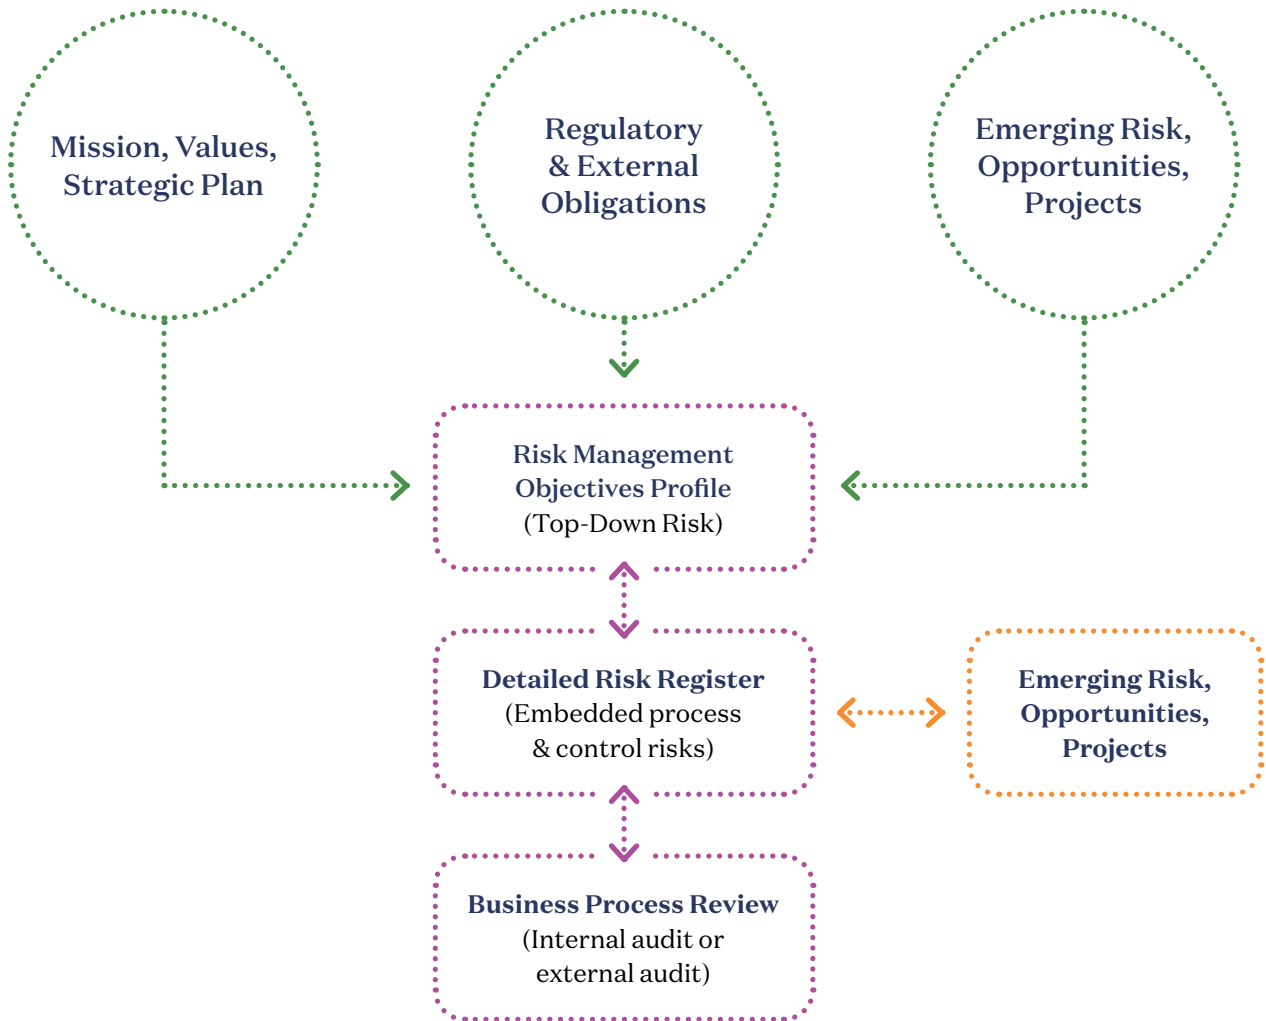 Mission, Values,
Strategic Plan
Regulatory
& External
Obligations
Emerging Risk,
Opportunities,
Projects
Risk Management
Objectives Profile
(Top-Down Risk)
Detailed Risk Register
(Embedded process
& control risks)
Emerging Risk,
Opportunities,
Projects
Business Process Review
(Internal audit or
external audit)